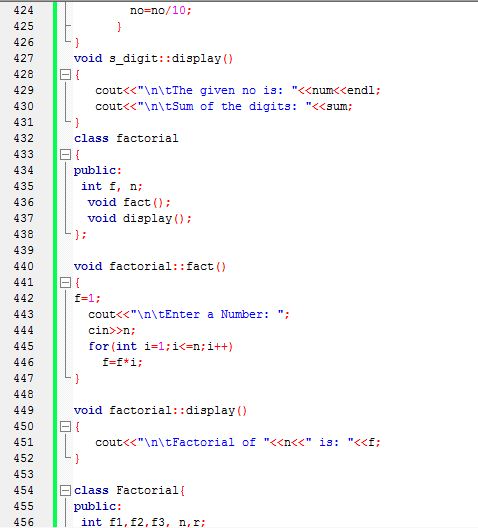 424 no=no/10;
425 }
426 }
427 void s_digit::display()
428 {
429 cout<<"\n\tThe given no is: "<<num<<endl;
430 cout<<"\n\tSum of the digits: "<<sum;
431 }
432 class factorial
433 {
434 public:
435 int f, n;
436 void fact();
437 void display();
438 };
439
440 void factorial::fact()
441 {
442 f=1;
443 cout<<"\n\tEnter a Number: ";
444 cin>>n;
445 for(int i=1;i<=n;i++)
446 f=f*i;
447 }
448
449 void factorial::display()
450 {
451 cout<<"\n\tFactorial of "<<n<<" is: "<<f;
452 }
453
454 class Factorial{
455 public:
456 int f1,f2,f3, n,r;